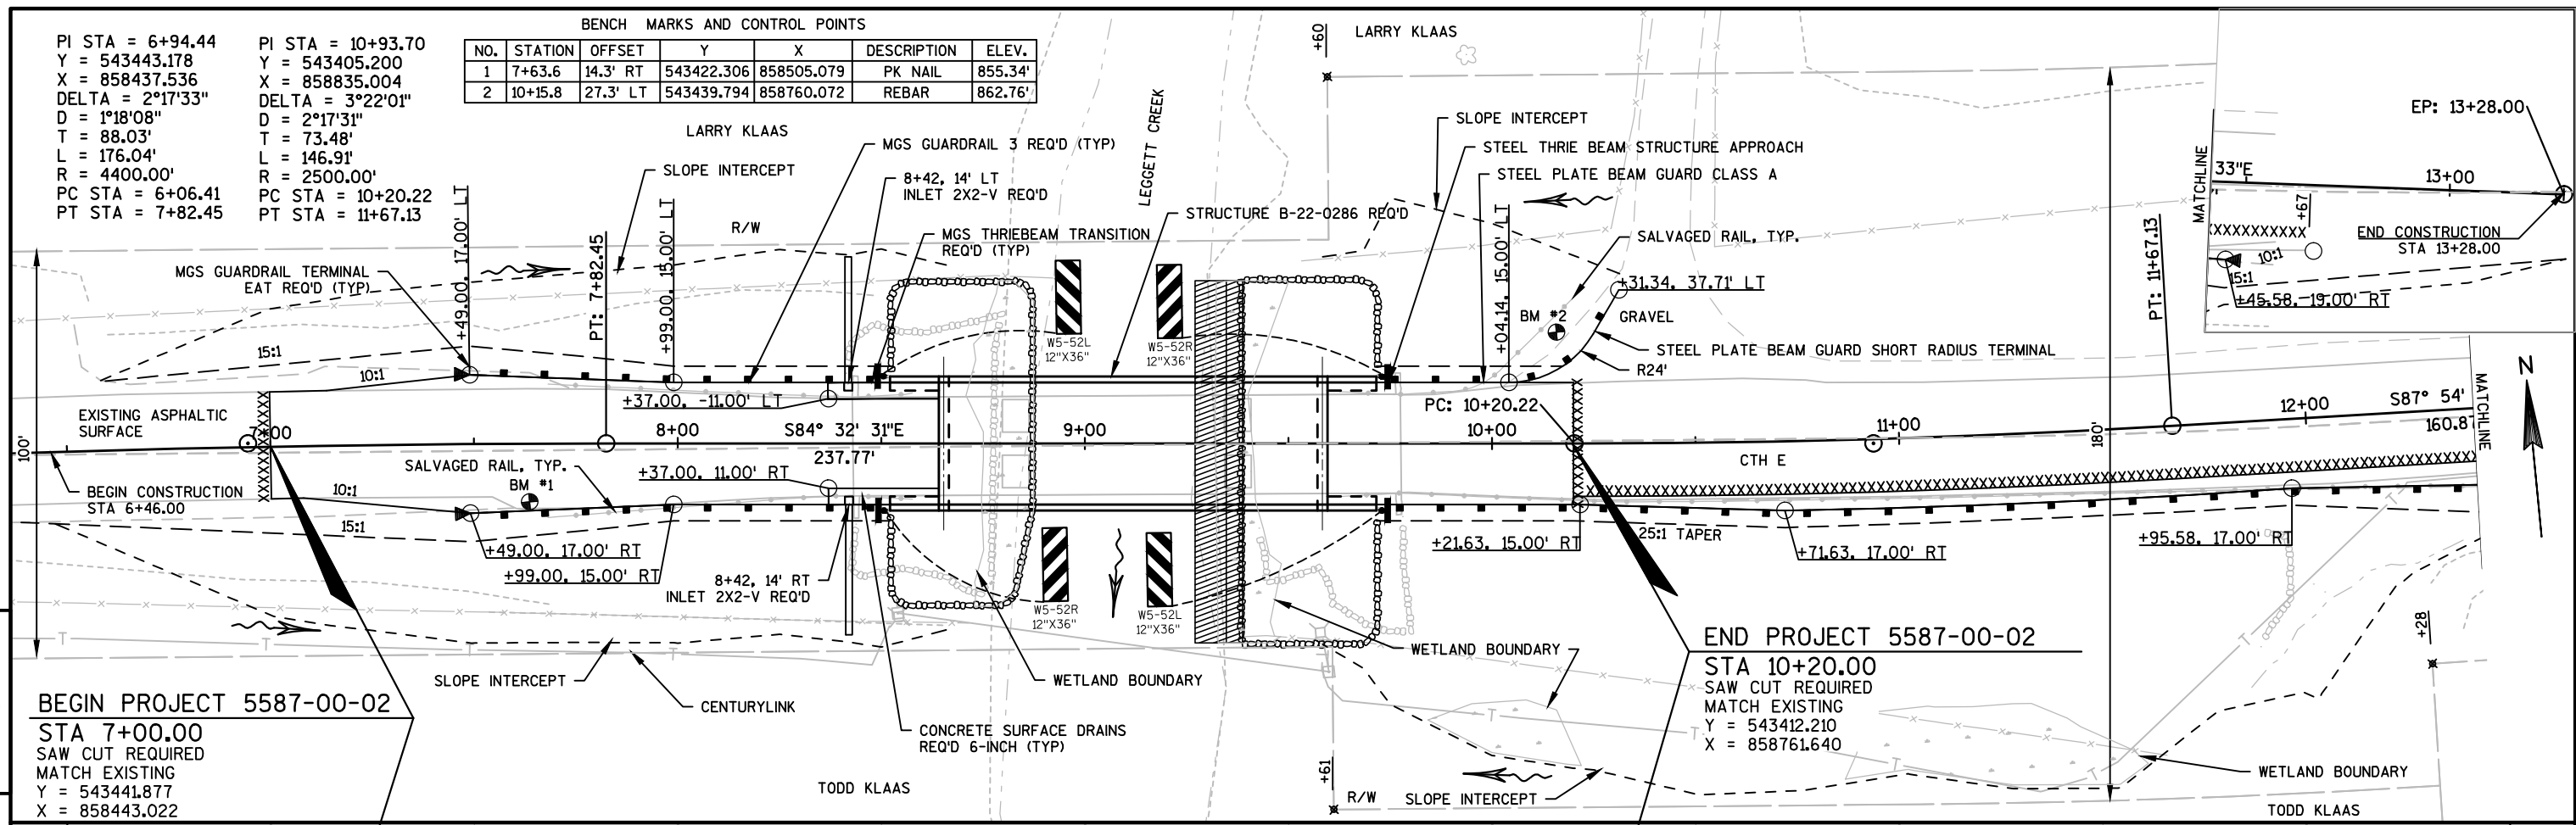 BENCH MARKS AND CONTROL POINTS
NO. STATION OFFSET Y X DESCRIPTION ELEV.
1 7+63.6 14.3' RT 543422.306 858505.079 PK NAIL 855.34'
2 10+15.8 27.3' LT 543439.794 858760.072 REBAR 862.76'
PI STA = 6+94.44
Y = 543443.178
X = 858437.536
DELTA = 2°17'33"
D = 1°18'08"
T = 88.03'
L = 176.04'
R = 4400.00'
PC STA = 6+06.41
PT STA = 7+82.45
PI STA = 10+93.70
Y = 543405.200
X = 858835.004
DELTA = 3°22'01"
D = 2°17'31"
T = 73.48'
L = 146.91'
R = 2500.00'
PC STA = 10+20.22
PT STA = 11+67.13
LARRY KLAAS
SLOPE INTERCEPT
R/W
MGS GUARDRAIL 3 REQ'D (TYP)
8+42, 14' LT
INLET 2X2-V REQ'D
MGS THRIEBEAM TRANSITION
REQ'D (TYP)
LEGGETT CREEK
STRUCTURE B-22-0286 REQ'D
+60
LARRY KLAAS
SLOPE INTERCEPT
STEEL THRIE BEAM STRUCTURE APPROACH
STEEL PLATE BEAM GUARD CLASS A
SALVAGED RAIL, TYP.
+31.34, 37.71' LT
GRAVEL
BM #2
STEEL PLATE BEAM GUARD SHORT RADIUS TERMINAL
R24'
+04.14, 15.00' LT
PC: 10+20.22
MGS GUARDRAIL TERMINAL
EAT REQ'D (TYP)
+49.00, 17.00' LT
PT: 7+82.45
+99.00, 15.00' LT
15:1
10:1
+37.00, -11.00' LT
W5-52L
12"X36"
W5-52R
12"X36"
EXISTING ASPHALTIC
SURFACE
100'
7+00
8+00
S84° 32' 31"E
237.77'
9+00
10+00
11+00
12+00
S87° 54'
160.87
CTH E
180'
PT: 11+67.13
MATCHLINE
N
MATCHLINE
33"E
13+00
EP: 13+28.00
+67
END CONSTRUCTION
STA 13+28.00
10:1
15:1
+45.58, 19.00' RT
XXXXXXXXXXX
BEGIN CONSTRUCTION
STA 6+46.00
SALVAGED RAIL, TYP.
BM #1
10:1
15:1
+37.00, 11.00' RT
+49.00, 17.00' RT
+99.00, 15.00' RT
8+42, 14' RT
INLET 2X2-V REQ'D
W5-52R
12"X36"
W5-52L
12"X36"
+21.63, 15.00' RT
25:1 TAPER
+71.63, 17.00' RT
+95.58, 17.00' RT
+28
SLOPE INTERCEPT
CENTURYLINK
WETLAND BOUNDARY
CONCRETE SURFACE DRAINS
REQ'D 6-INCH (TYP)
TODD KLAAS
WETLAND BOUNDARY
+61
R/W
SLOPE INTERCEPT
BEGIN PROJECT 5587-00-02
STA 7+00.00
SAW CUT REQUIRED
MATCH EXISTING
Y = 543441.877
X = 858443.022
END PROJECT 5587-00-02
STA 10+20.00
SAW CUT REQUIRED
MATCH EXISTING
Y = 543412.210
X = 858761.640
WETLAND BOUNDARY
TODD KLAAS